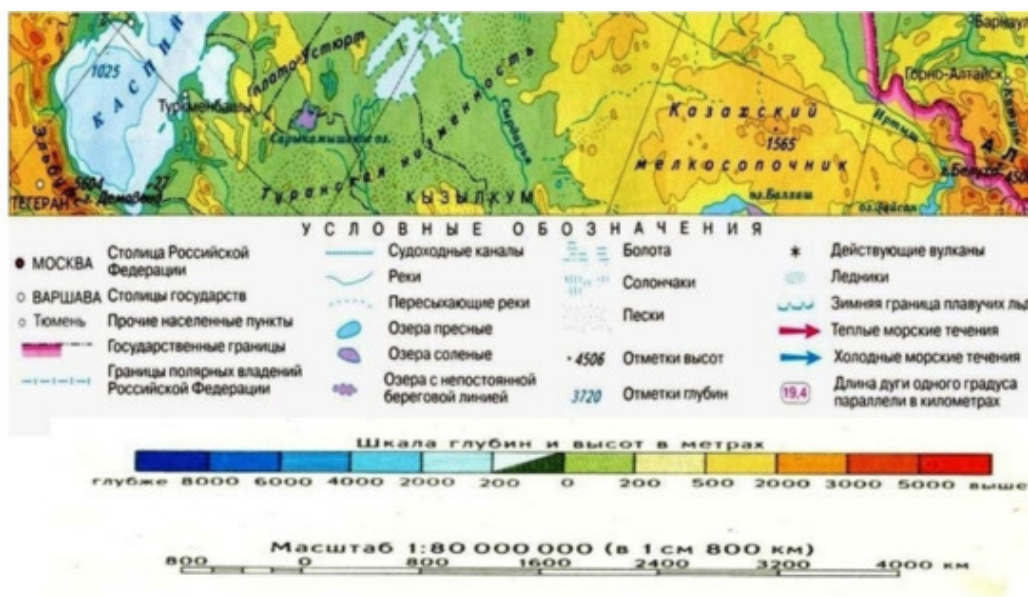 Барнаул
1025
КАСПИЙ
плато Устюрт
Горно-Алтайск
Туркменбашы
Катунь
Казахский
Сарыкамышское оз.
Сырдарья
Иртыш
1565
Эльбу
Туранская низменность
мелкосопочник
АЛ
5604
г. Демавенд
-27
г. Белуха
ТЕГЕРАН
КЫЗЫЛКУМ
оз. Балхаш
оз. Зайсан
УСЛОВНЫЕ ОБОЗНАЧЕНИЯ
МОСКВА Столица Российской
Федерации
ВАРШАВА Столицы государств
Тюмень Прочие населенные пункты
Государственные границы
Границы полярных владений
Российской Федерации
Судоходные каналы
Реки
Пересыхающие реки
Озера пресные
Озера соленые
Озера с непостоянной
береговой линией
Болота
Солончаки
Пески
·4506 Отметки высот
3720 Отметки глубин
Действующие вулканы
Ледники
Зимняя граница плавучих ль
Теплые морские течения
Холодные морские течения
19,4 Длина дуги одного градуса
параллели в километрах
Шкала глубин и высот в метрах
глубже 8000 6000 4000 2000 200 0 200 500 2000 3000 5000 выше
Масштаб 1:80 000 000 (в 1 см 800 км)
800 0 800 1600 2400 3200 4000 км